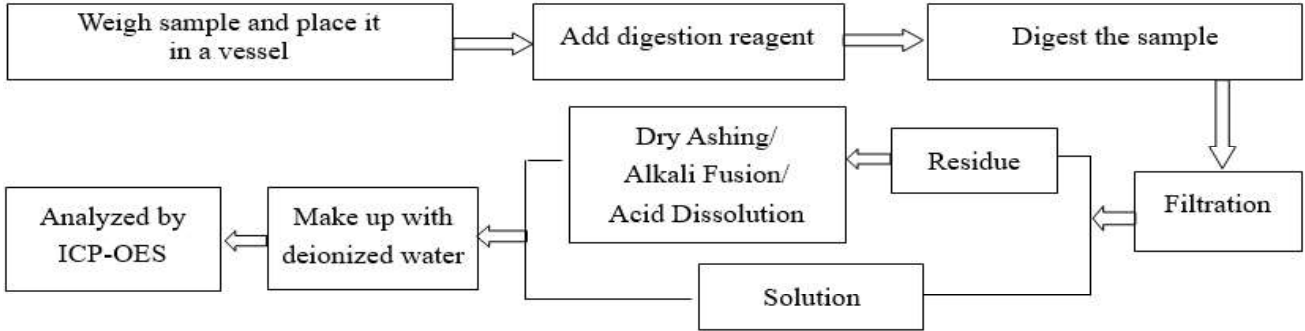 Weigh sample and place it
in a vessel
Add digestion reagent
Digest the sample
Filtration
Residue
Dry Ashing/
Alkali Fusion/
Acid Dissolution
Solution
Make up with
deionized water
Analyzed by
ICP-OES